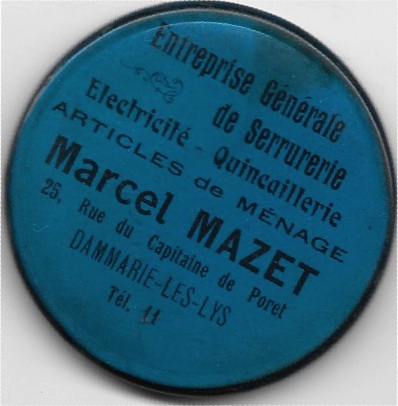 Entreprise Générale
de Serrurerie
Electricité - Quincaillerie
ARTICLES de MÉNAGE
Marcel MAZET
25, Rue du Capitaine de Poret
DAMMARIE-LES-LYS
Tél. 11